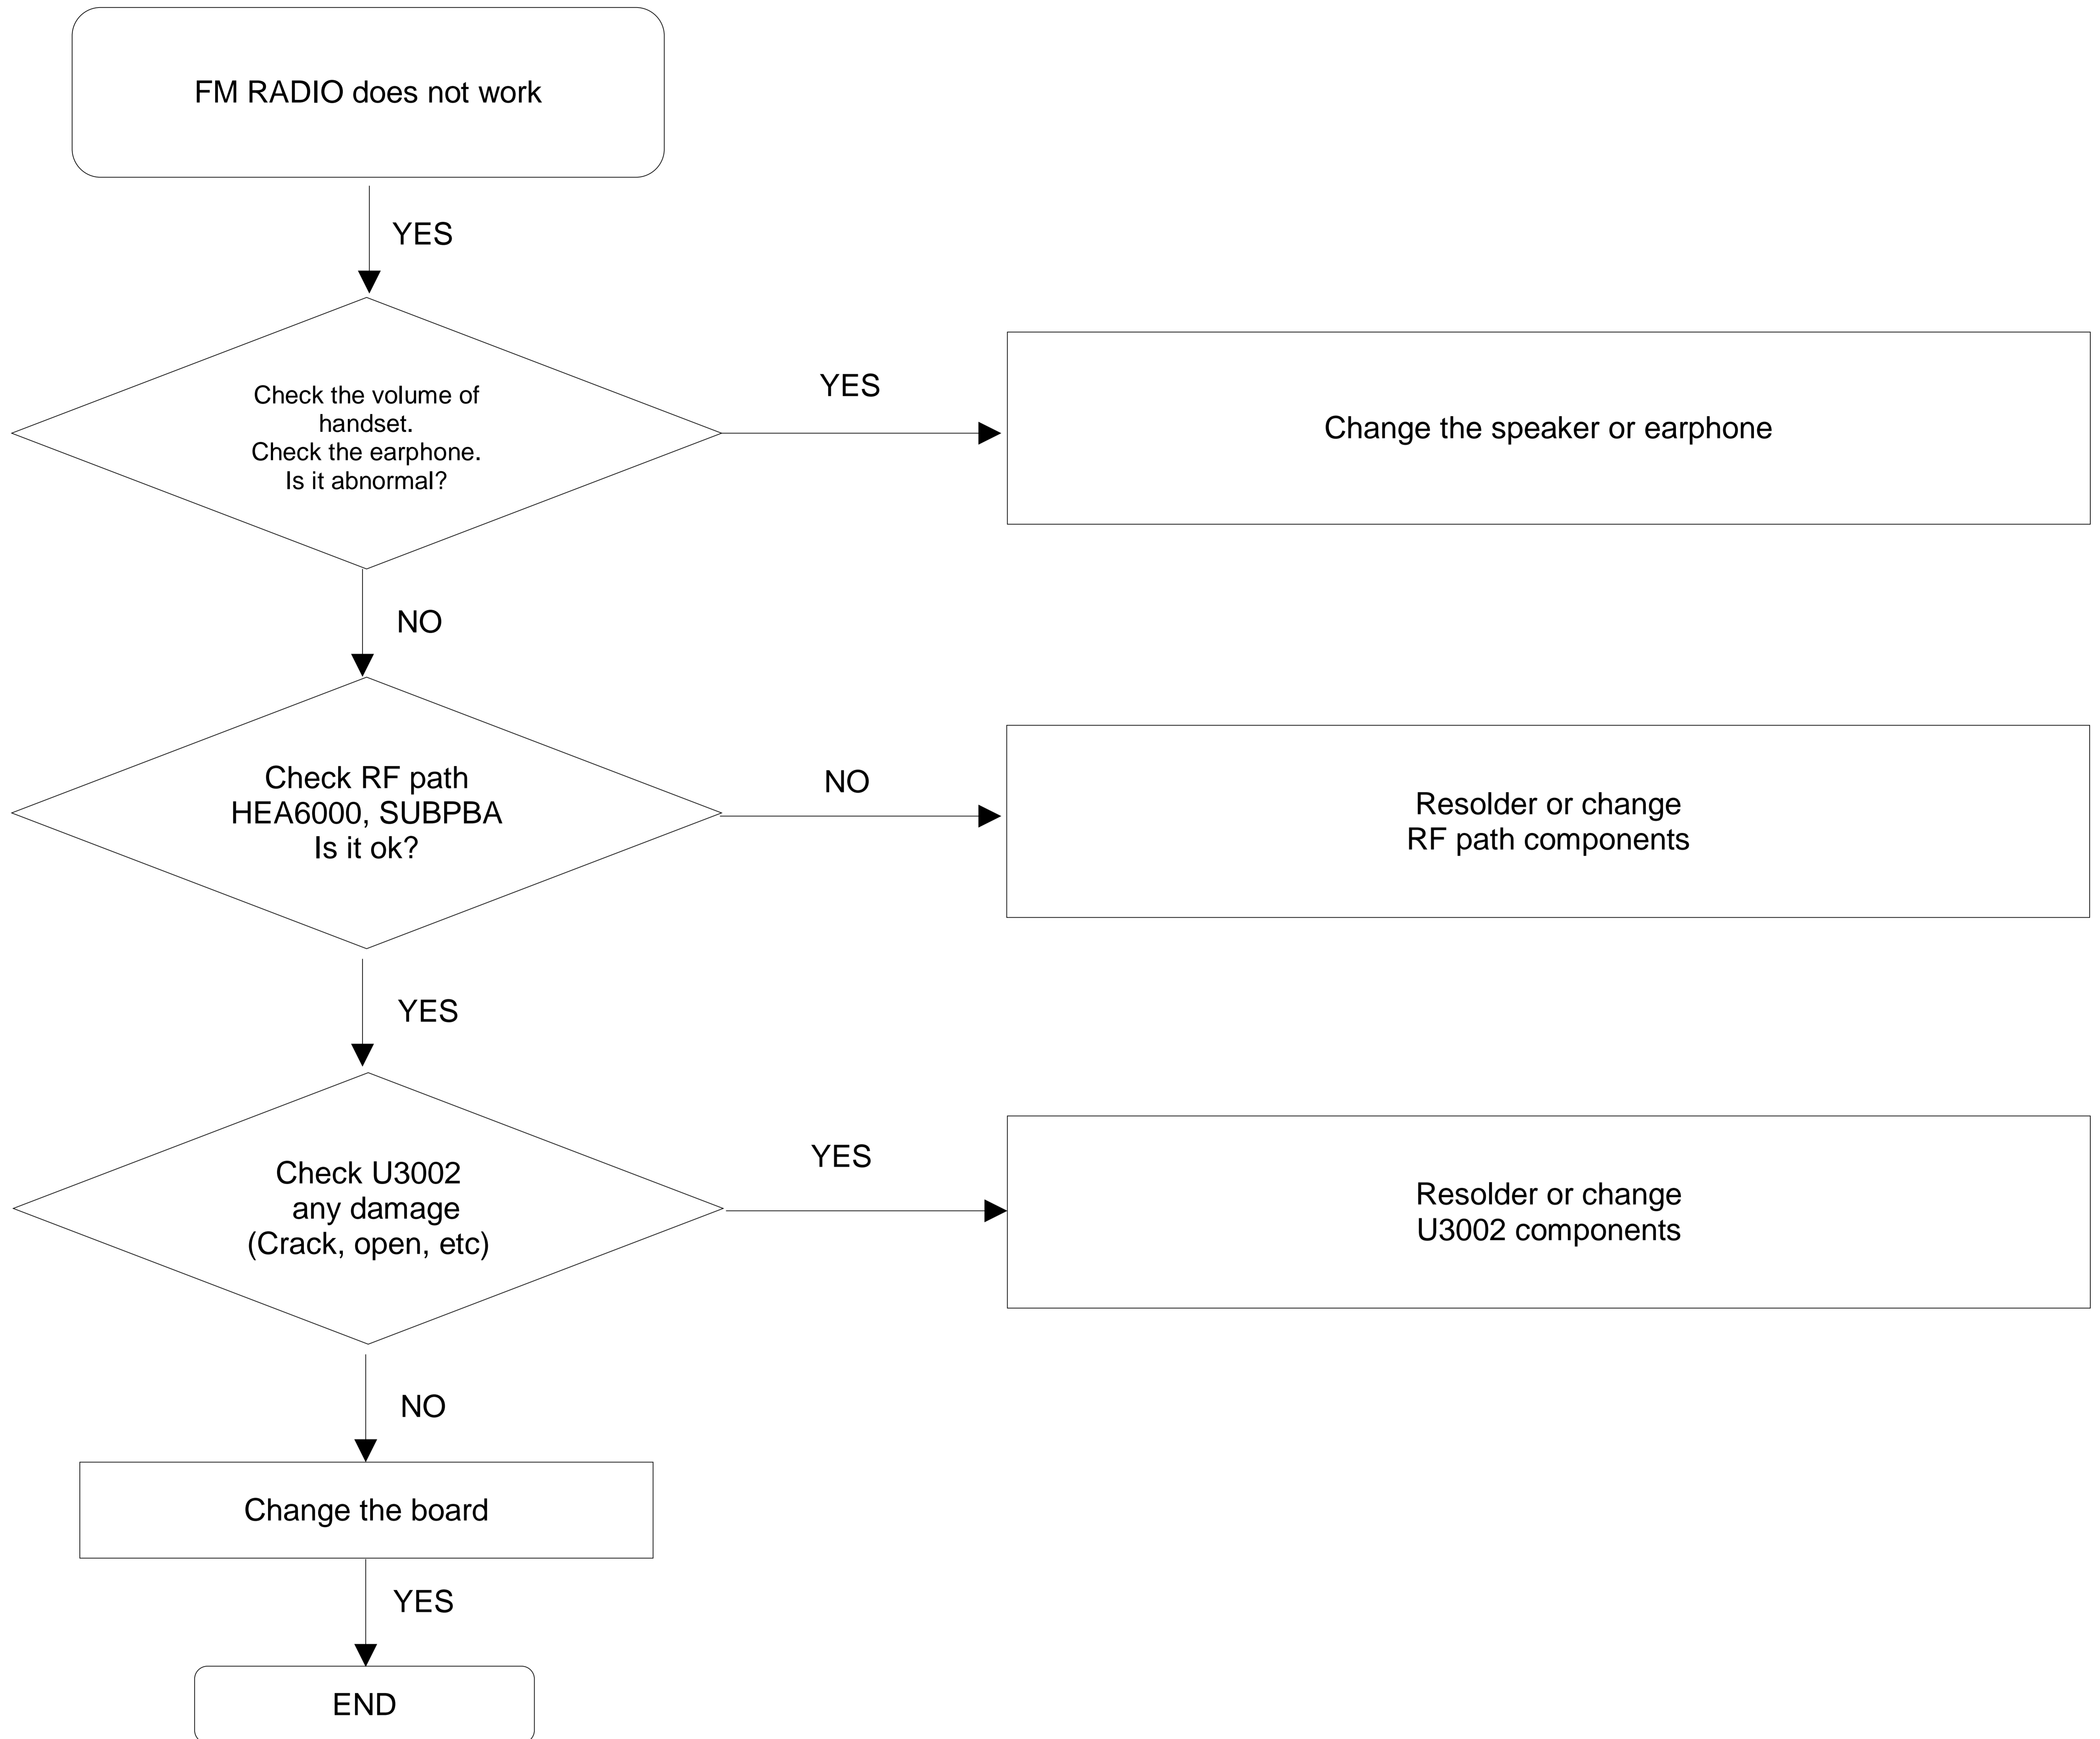 FM RADIO does not work
YES
Check the volume of
handset.
Check the earphone.
Is it abnormal?
YES
Change the speaker or earphone
NO
Check RF path
HEA6000, SUBPBA
Is it ok?
NO
Resolder or change
RF path components
YES
Check U3002
any damage
(Crack, open, etc)
YES
Resolder or change
U3002 components
NO
Change the board
YES
END